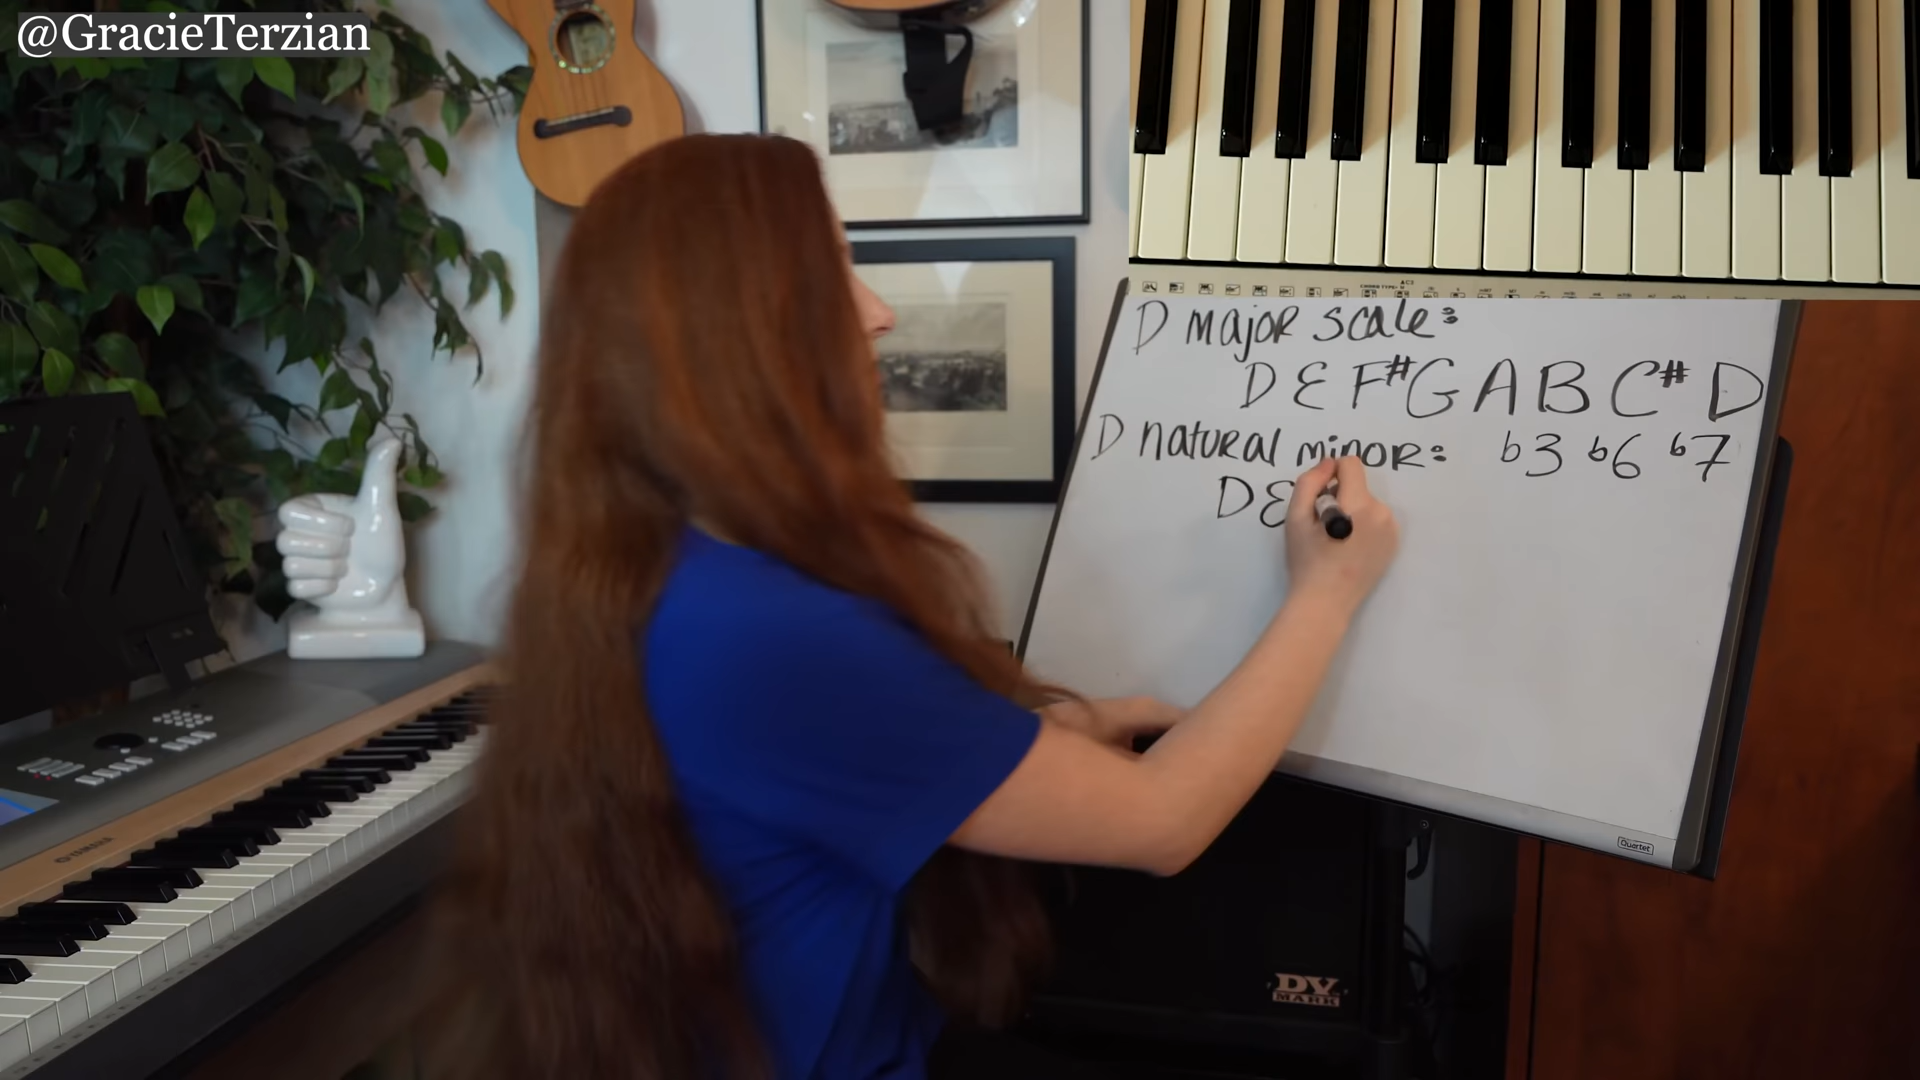 @GracieTerzian
D major scale:
D E F# G A B C# D
D natural minor: b3 b6 b7
D E
Quartet
DV
MARK
YAMAHA